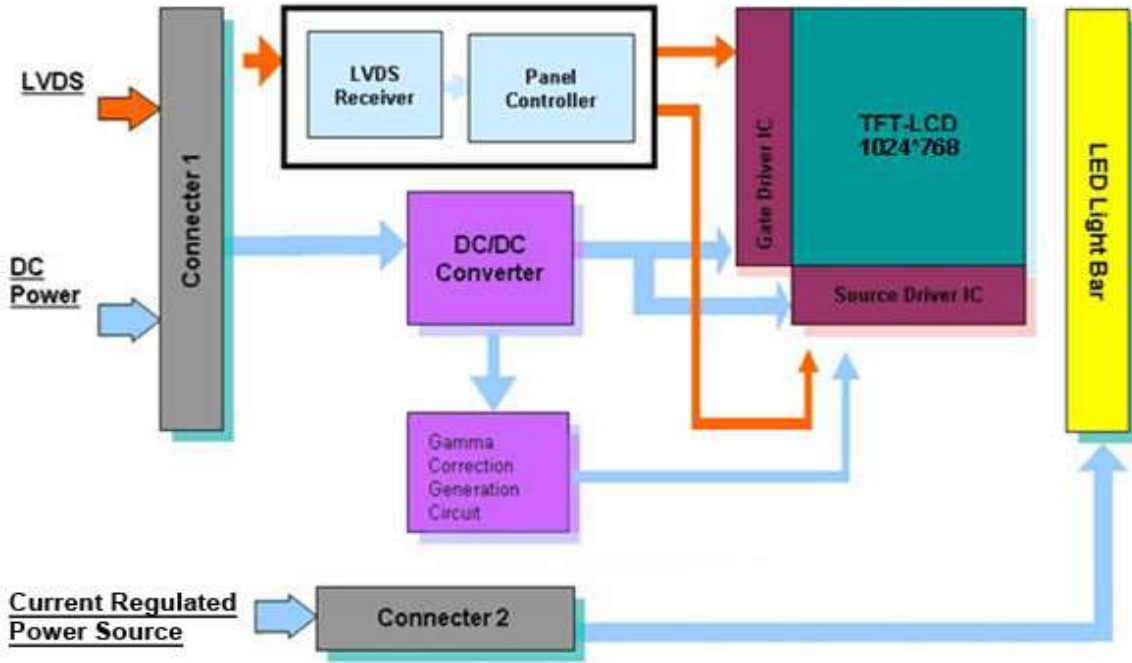 LVDS
DC
Power
Connecter 1
LVDS
Receiver
Panel
Controller
DC/DC
Converter
Gamma
Correction
Generation
Circuit
Gate Driver IC
TFT-LCD
1024*768
Source Driver IC
LED Light Bar
Current Regulated
Power Source
Connecter 2